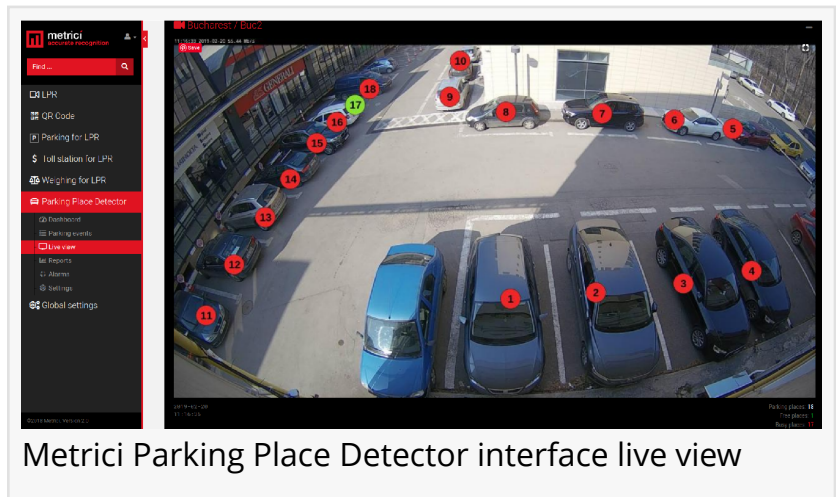 metrici
accurate recognition
Find ...
LPR
QR Code
Parking for LPR
Toll station for LPR
Weighing for LPR
Parking Place Detector
Dashboard
Parking events
Live view
Reports
Alarms
Settings
Global settings
Bucharest / Buc2
Save
GENERALI
10
18
9
17
8
7
16
6
5
15
14
13
12
4
3
2
1
11
Parking places: 18
Free places: 1
Busy places: 17
Metrici Parking Place Detector interface live view